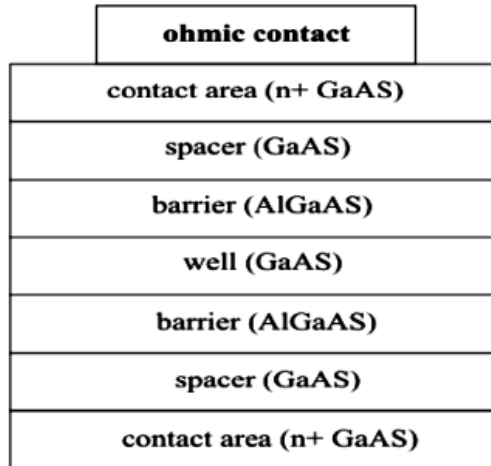 ohmic contact
contact area (n+ GaAS)
spacer (GaAS)
barrier (AlGaAS)
well (GaAS)
barrier (AlGaAS)
spacer (GaAS)
contact area (n+ GaAS)